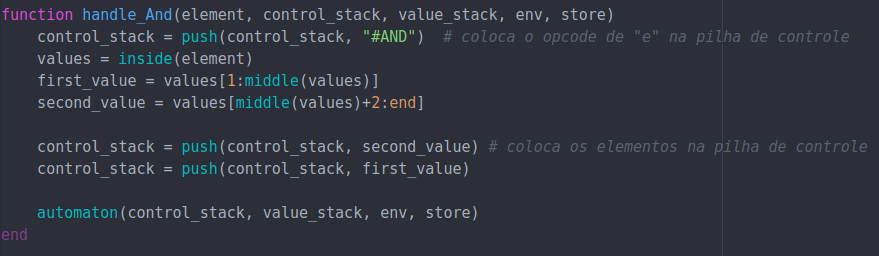 function handle_And(element, control_stack, value_stack, env, store)
    control_stack = push(control_stack, "#AND")  # coloca o opcode de "e" na pilha de controle
    values = inside(element)
    first_value = values[1:middle(values)]
    second_value = values[middle(values)+2:end]

    control_stack = push(control_stack, second_value) # coloca os elementos na pilha de controle
    control_stack = push(control_stack, first_value)

    automaton(control_stack, value_stack, env, store)
end